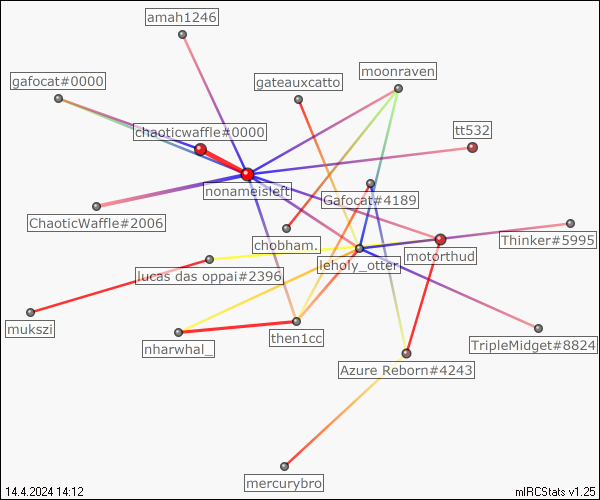 amah1246
moonraven
gafocat#0000
gateauxcatto
chaoticwaffle#0000
tt532
nonameisleft
Gafocat#4189
ChaoticWaffle#2006
Thinker#5995
chobham.
motorthud
leholy_otter
lucas das oppai#2396
mukszi
then1cc
nharwhal_
TripleMidget#8824
Azure Reborn#4243
mercurybro
14.4.2024 14:12
mIRCStats v1.25